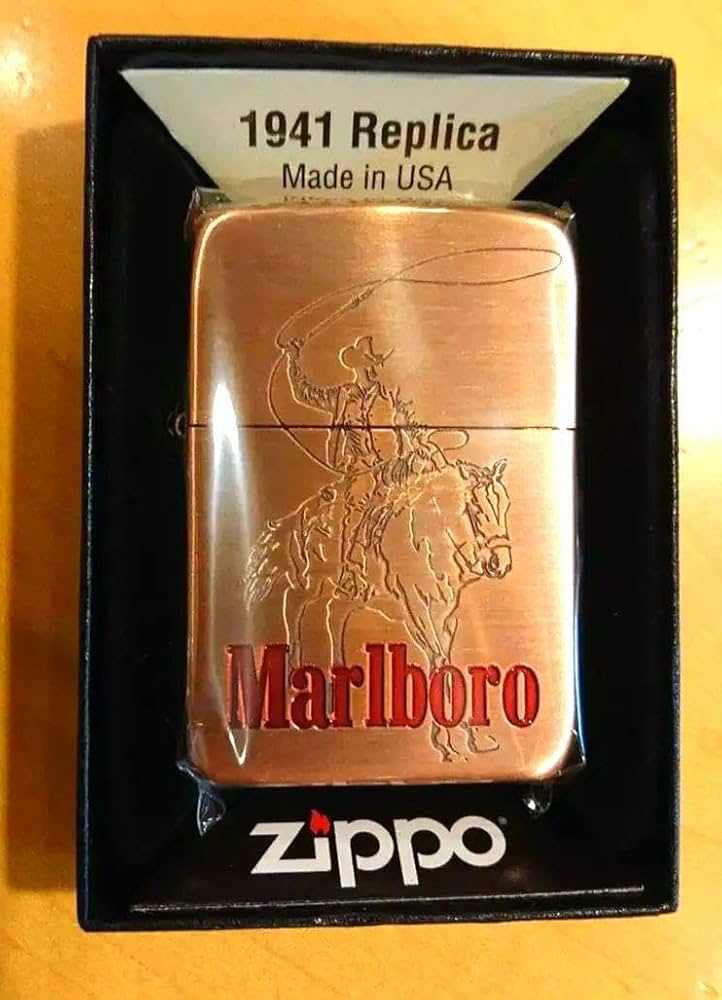 1941 Replica
Made in USA
Marlboro
zippo